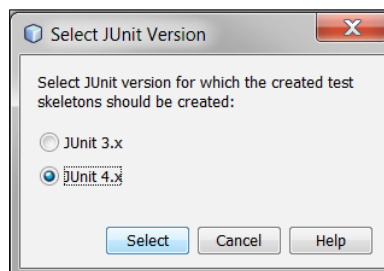 Select JUnit Version
X
Select JUnit version for which the created test
skeletons should be created:
JUnit 3.x
JUnit 4.x
Select Cancel Help